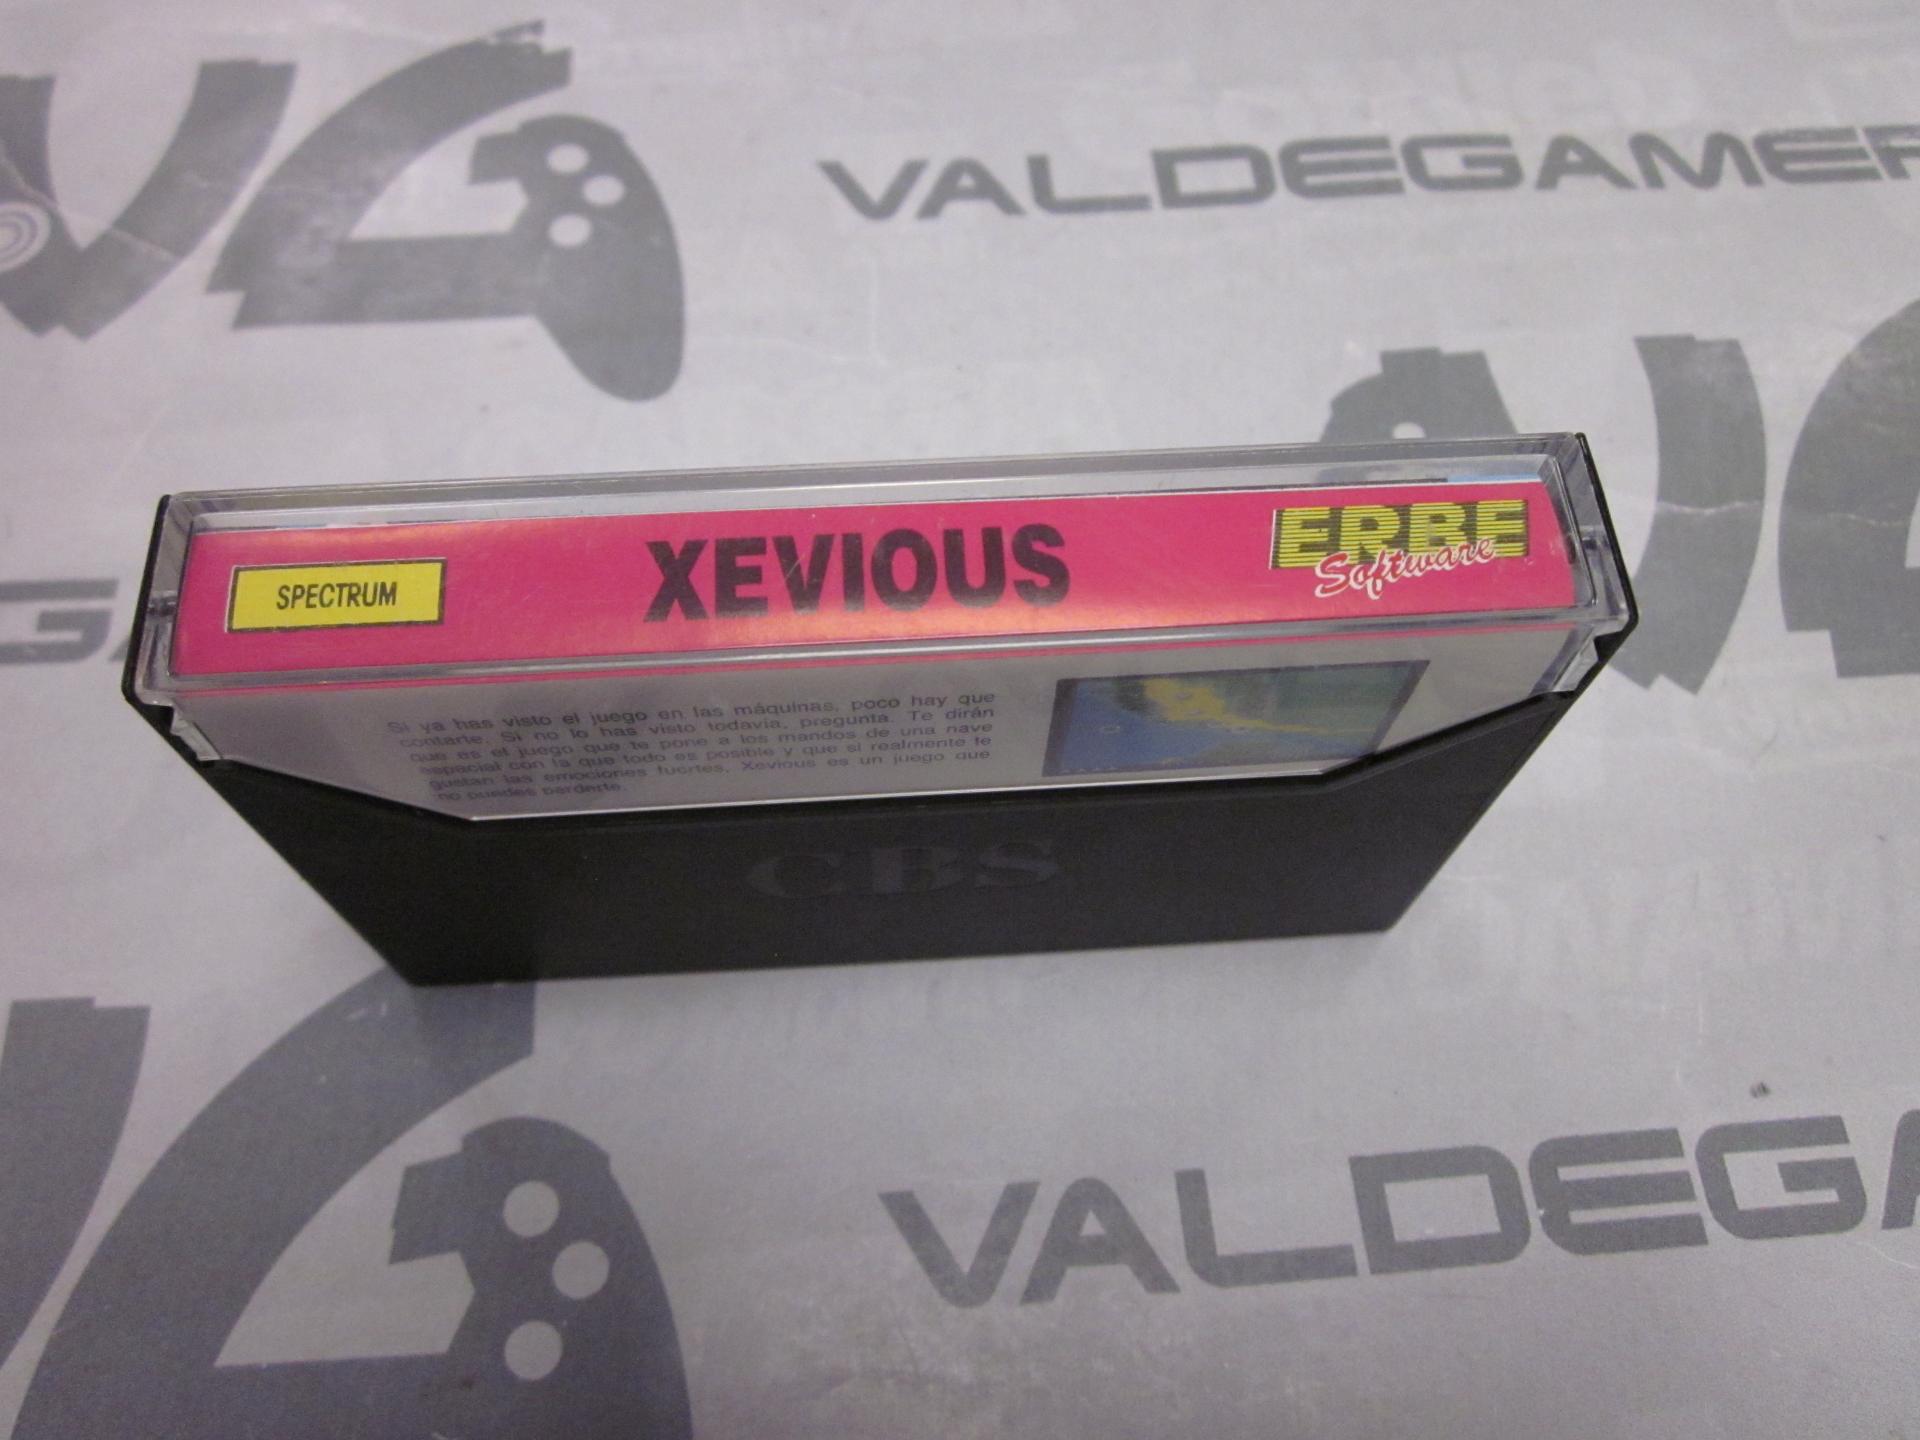 VALDEGAMER
SPECTRUM
XEVIOUS
ERBE
Software
Si ya has visto el juego en las máquinas, poco hay que
contarte. Si no lo has visto todavía, pregunta. Te dirán
que es el juego que te pone a los mandos de una nave
espacial con la que todo es posible y que si realmente te
gustan las emociones fuertes. Xevious es un juego que
no puedes perderte.
CBS
VALDEGA